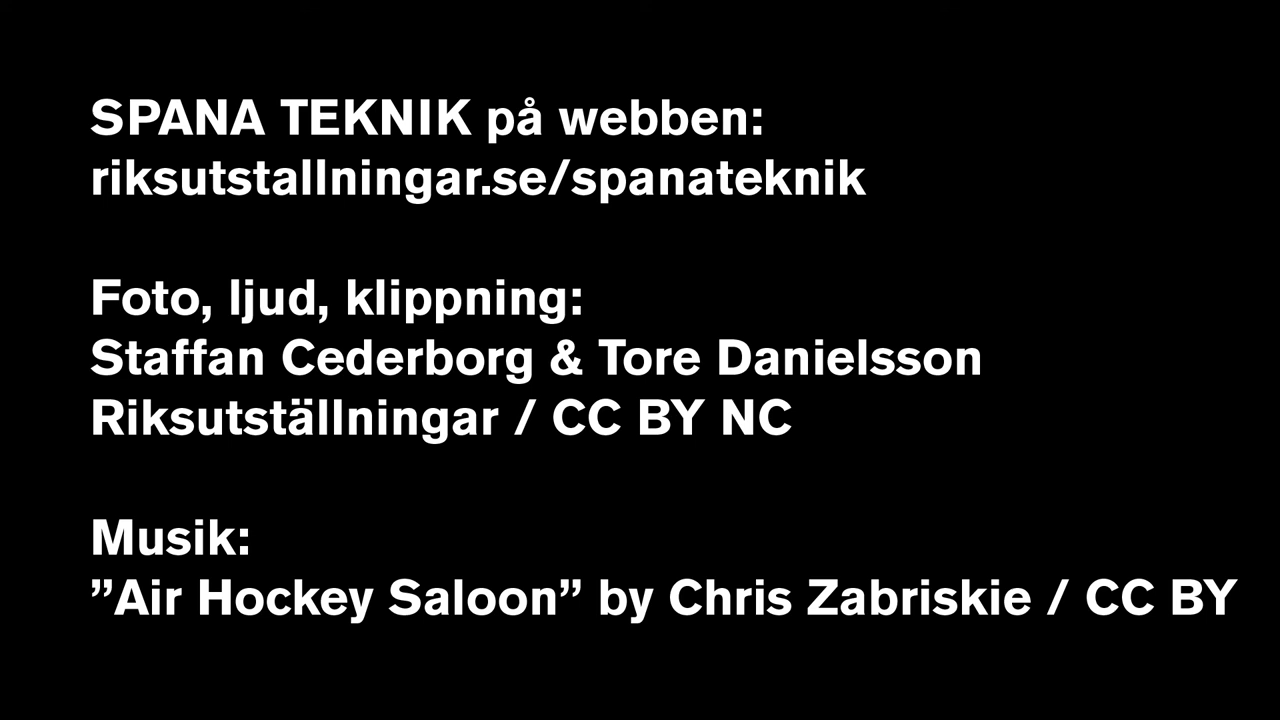 SPANA TEKNIK på webben:
riksutstallningar.se/spanateknik
Foto, ljud, klippning:
Staffan Cederborg & Tore Danielsson
Riksutställningar / CC BY NC
Musik:
”Air Hockey Saloon” by Chris Zabriskie / CC BY